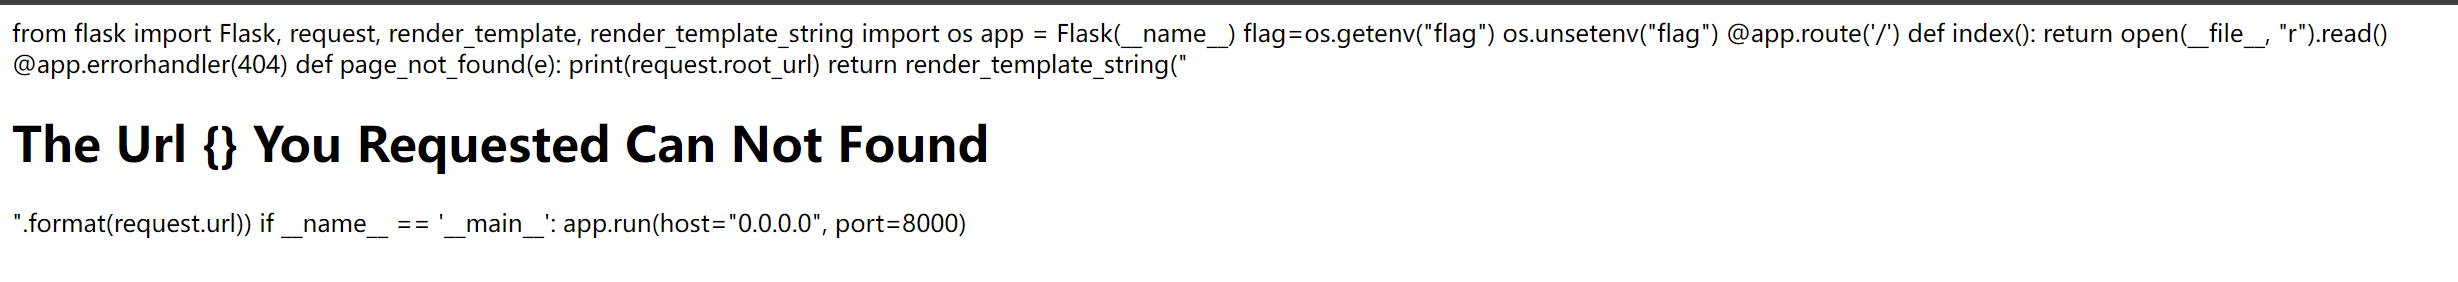 from flask import Flask, request, render_template, render_template_string import os app = Flask(__name__) flag=os.getenv("flag") os.unsetenv("flag") @app.route('/') def index(): return open(__file__, "r").read()
@app.errorhandler(404) def page_not_found(e): print(request.root_url) return render_template_string("
The Url {} You Requested Can Not Found
".format(request.url)) if __name__ == '__main__': app.run(host="0.0.0.0", port=8000)